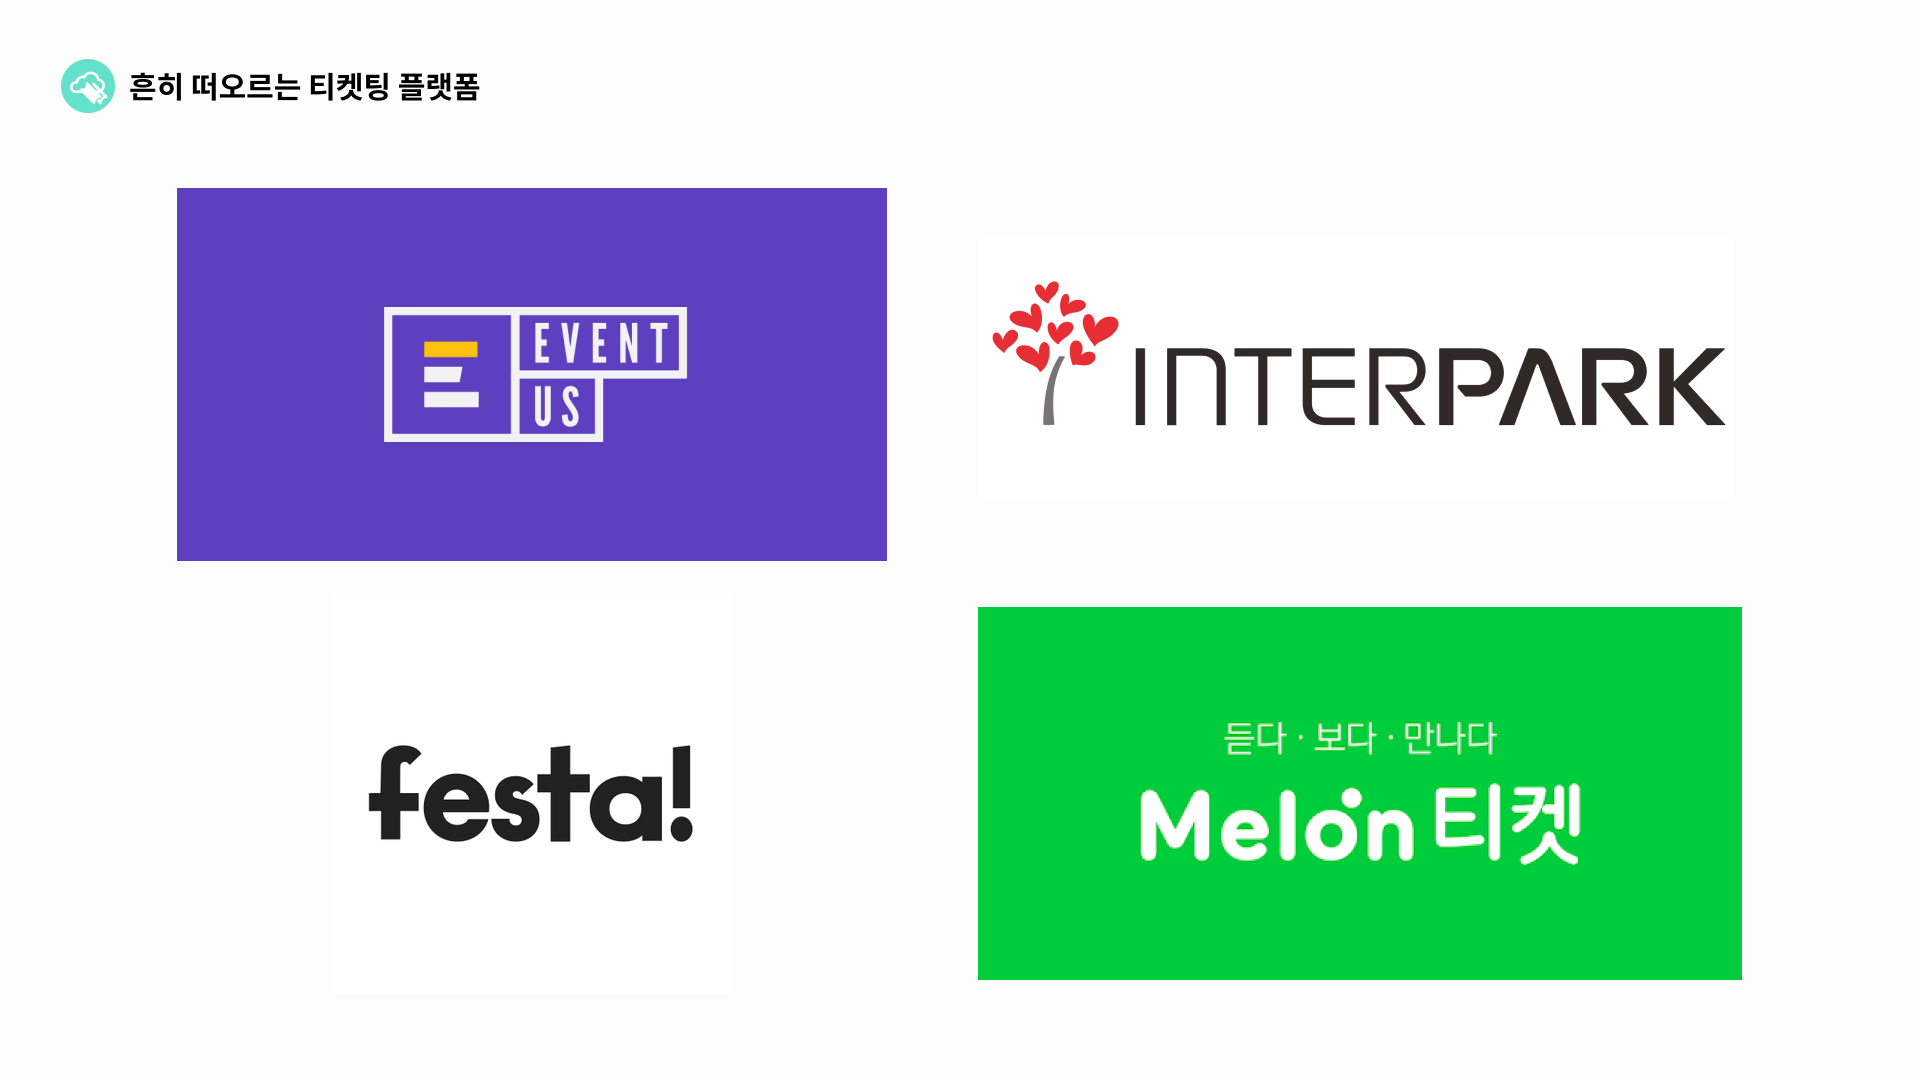 흔히 떠오르는 티켓팅 플랫폼
E EVENT
US
INTERPARK
festa!
듣다 · 보다 · 만나다
Melon 티켓